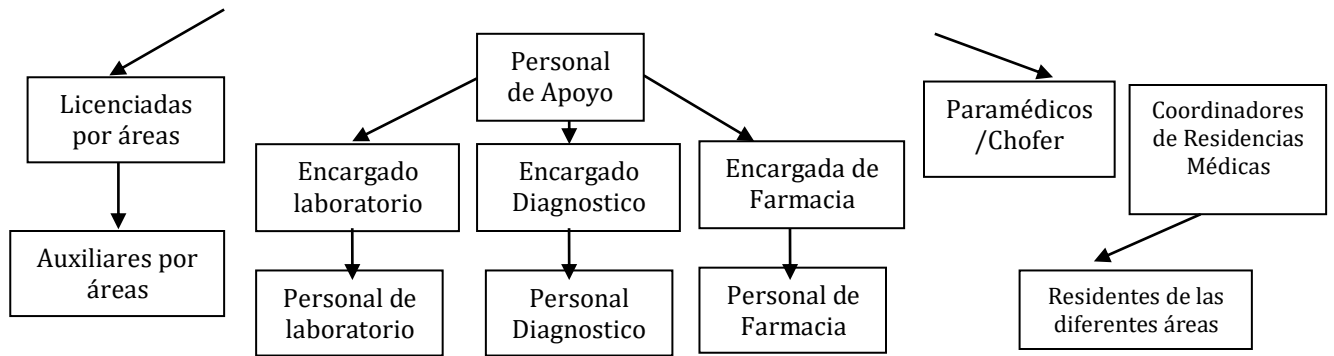 Personal
de Apoyo
Licenciadas
por áreas
Paramédicos
/Chofer
Coordinadores
de Residencias
Médicas
Encargado
laboratorio
Encargado
Diagnostico
Encargada de
Farmacia
Auxiliares por
áreas
Personal de
laboratorio
Personal
Diagnostico
Personal de
Farmacia
Residentes de las
diferentes áreas